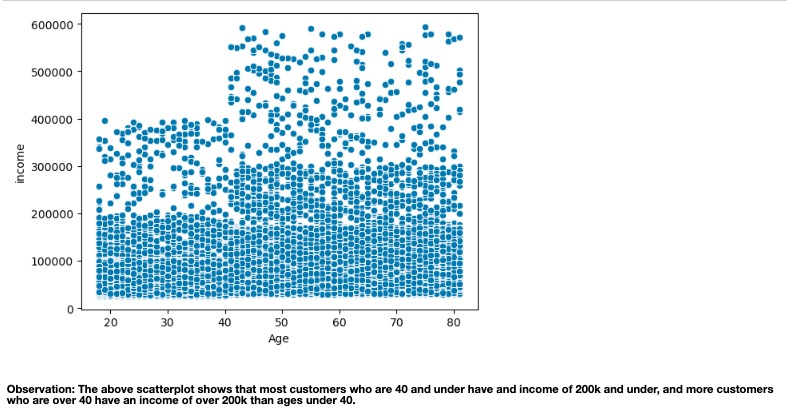 600000
500000
400000
300000
200000
100000
0
income
20 30 40 50 60 70 80
Age
Observation: The above scatterplot shows that most customers who are 40 and under have and income of 200k and under, and more customers
who are over 40 have an income of over 200k than ages under 40.